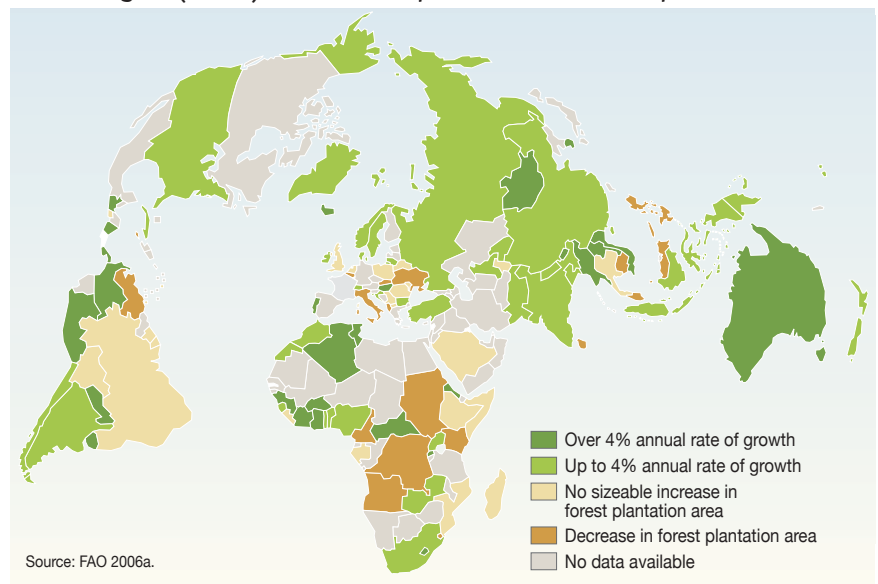 Over 4% annual rate of growth
Up to 4% annual rate of growth
No sizeable increase in
forest plantation area
Decrease in forest plantation area
No data available
Source: FAO 2006a.